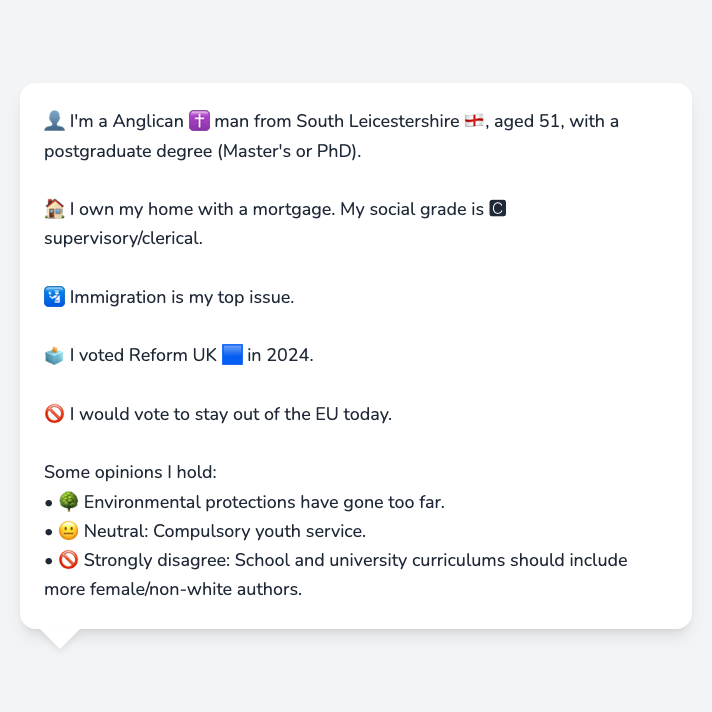 👤 I'm a Anglican ✝️ man from South Leicestershire 🏴󠁧󠁢󠁥󠁮󠁧󠁿, aged 51, with a
postgraduate degree (Master's or PhD).
🏠 I own my home with a mortgage. My social grade is 🅲
supervisory/clerical.
🛂 Immigration is my top issue.
🗳️ I voted Reform UK 🟦 in 2024.
🚫 I would vote to stay out of the EU today.
Some opinions I hold:
• 🌳 Environmental protections have gone too far.
• 😐 Neutral: Compulsory youth service.
• 🚫 Strongly disagree: School and university curriculums should include
more female/non-white authors.